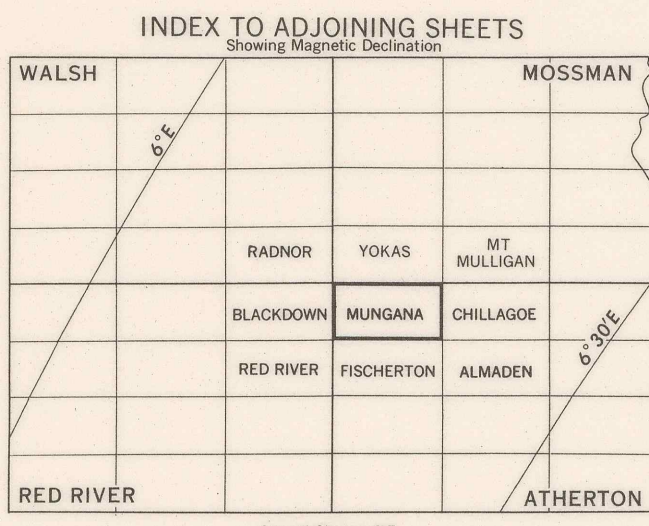 INDEX TO ADJOINING SHEETS
Showing Magnetic Declination
WALSH
MOSSMAN
6° E
RADNOR
YOKAS
MT
MULLIGAN
BLACKDOWN
MUNGANA
CHILLAGOE
6° 30'E
RED RIVER
FISCHERTON
ALMADEN
RED RIVER
ATHERTON